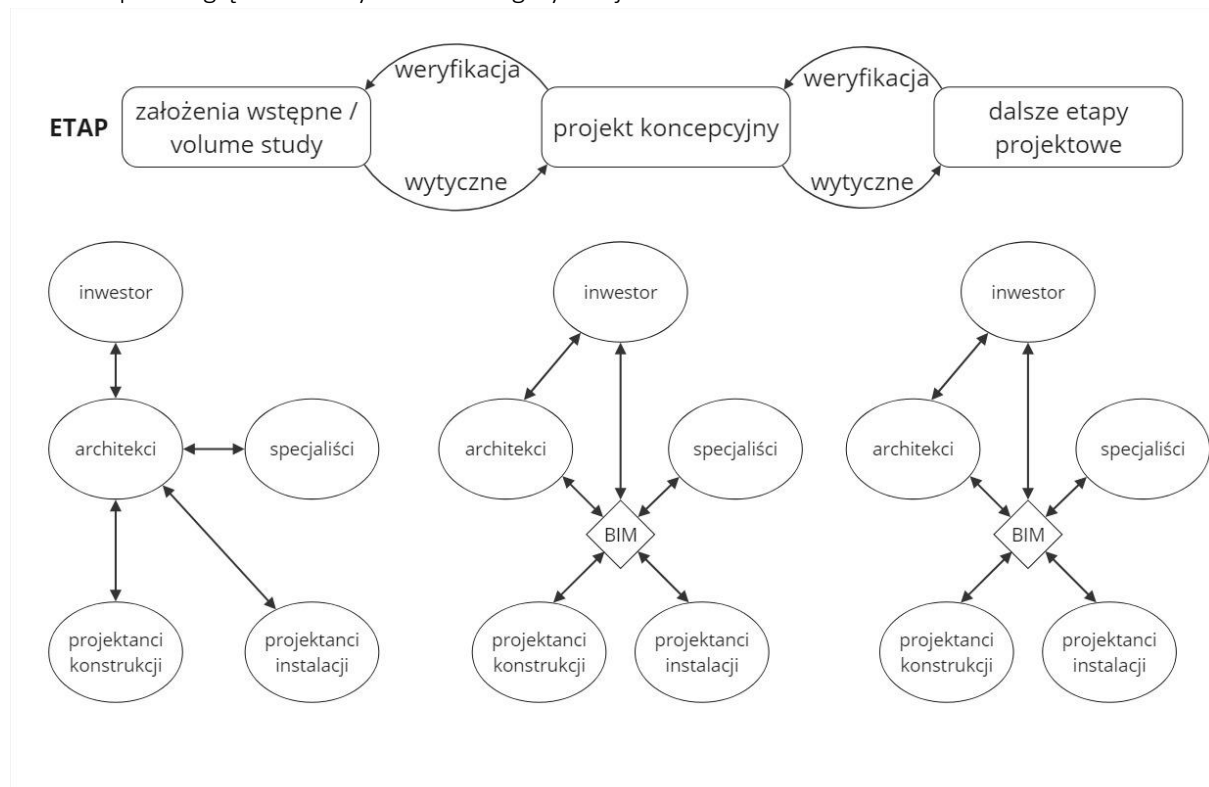 weryfikacja
weryfikacja
ETAP
założenia wstępne /
volume study
projekt koncepcyjny
dalsze etapy
projektowe
wytyczne
wytyczne
inwestor
architekci
specjaliści
projektanci
konstrukcji
projektanci
instalacji
inwestor
architekci
specjaliści
BIM
projektanci
konstrukcji
projektanci
instalacji
inwestor
architekci
specjaliści
BIM
projektanci
konstrukcji
projektanci
instalacji